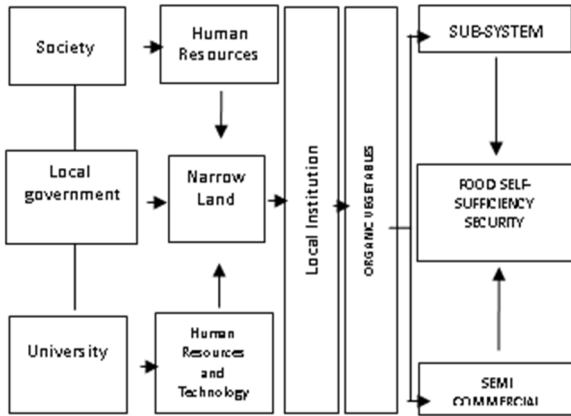 Society
Human
Resources
SUB-SYSTEM
Local
government
Narrow
Land
Local Institution
ORGANIC VEGETABLES
FOOD SELF-
SUFFICIENCY
SECURITY
University
Human
Resources
and
Technology
SEMI
COMMERCIAL